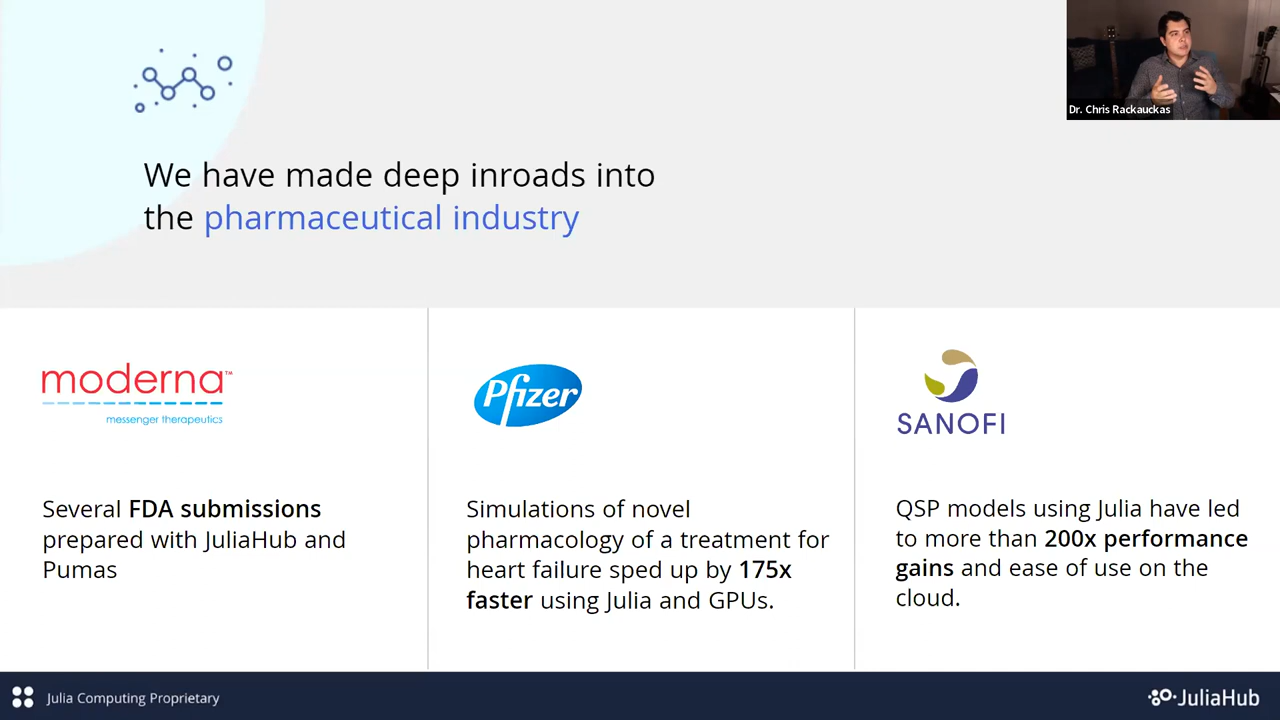 Dr. Chris Rackauckas
We have made deep inroads into
the pharmaceutical industry
moderna™
messenger therapeutics
Several FDA submissions
prepared with JuliaHub and
Pumas
Pfizer
Simulations of novel
pharmacology of a treatment for
heart failure sped up by 175x
faster using Julia and GPUs.
SANOFI
QSP models using Julia have led
to more than 200x performance
gains and ease of use on the
cloud.
Julia Computing Proprietary
JuliaHub